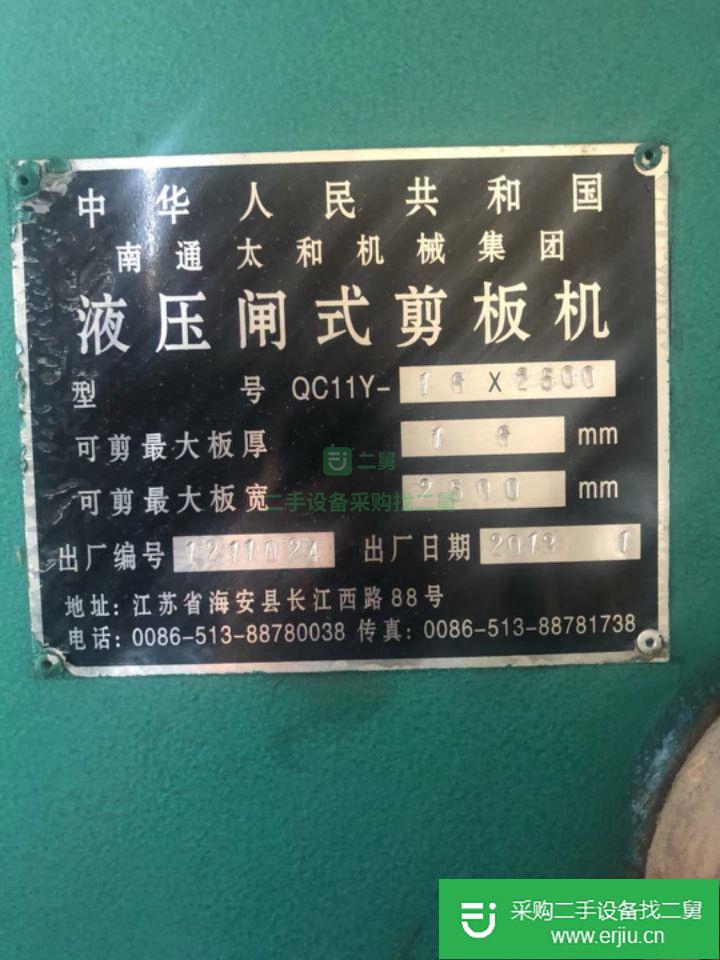 中华人民共和国
南通太和机械集团
液压闸式剪板机
型号 QC11Y-16X2500
可剪最大板厚 16 mm
可剪最大板宽 2500 mm
二舅
二手设备采购找二舅
出厂编号 1211024 出厂日期 2013 1
地址:江苏省海安县长江西路88号
电话:0086-513-88780038 传真:0086-513-88781738
采购二手设备找二舅
www.erjiu.cn